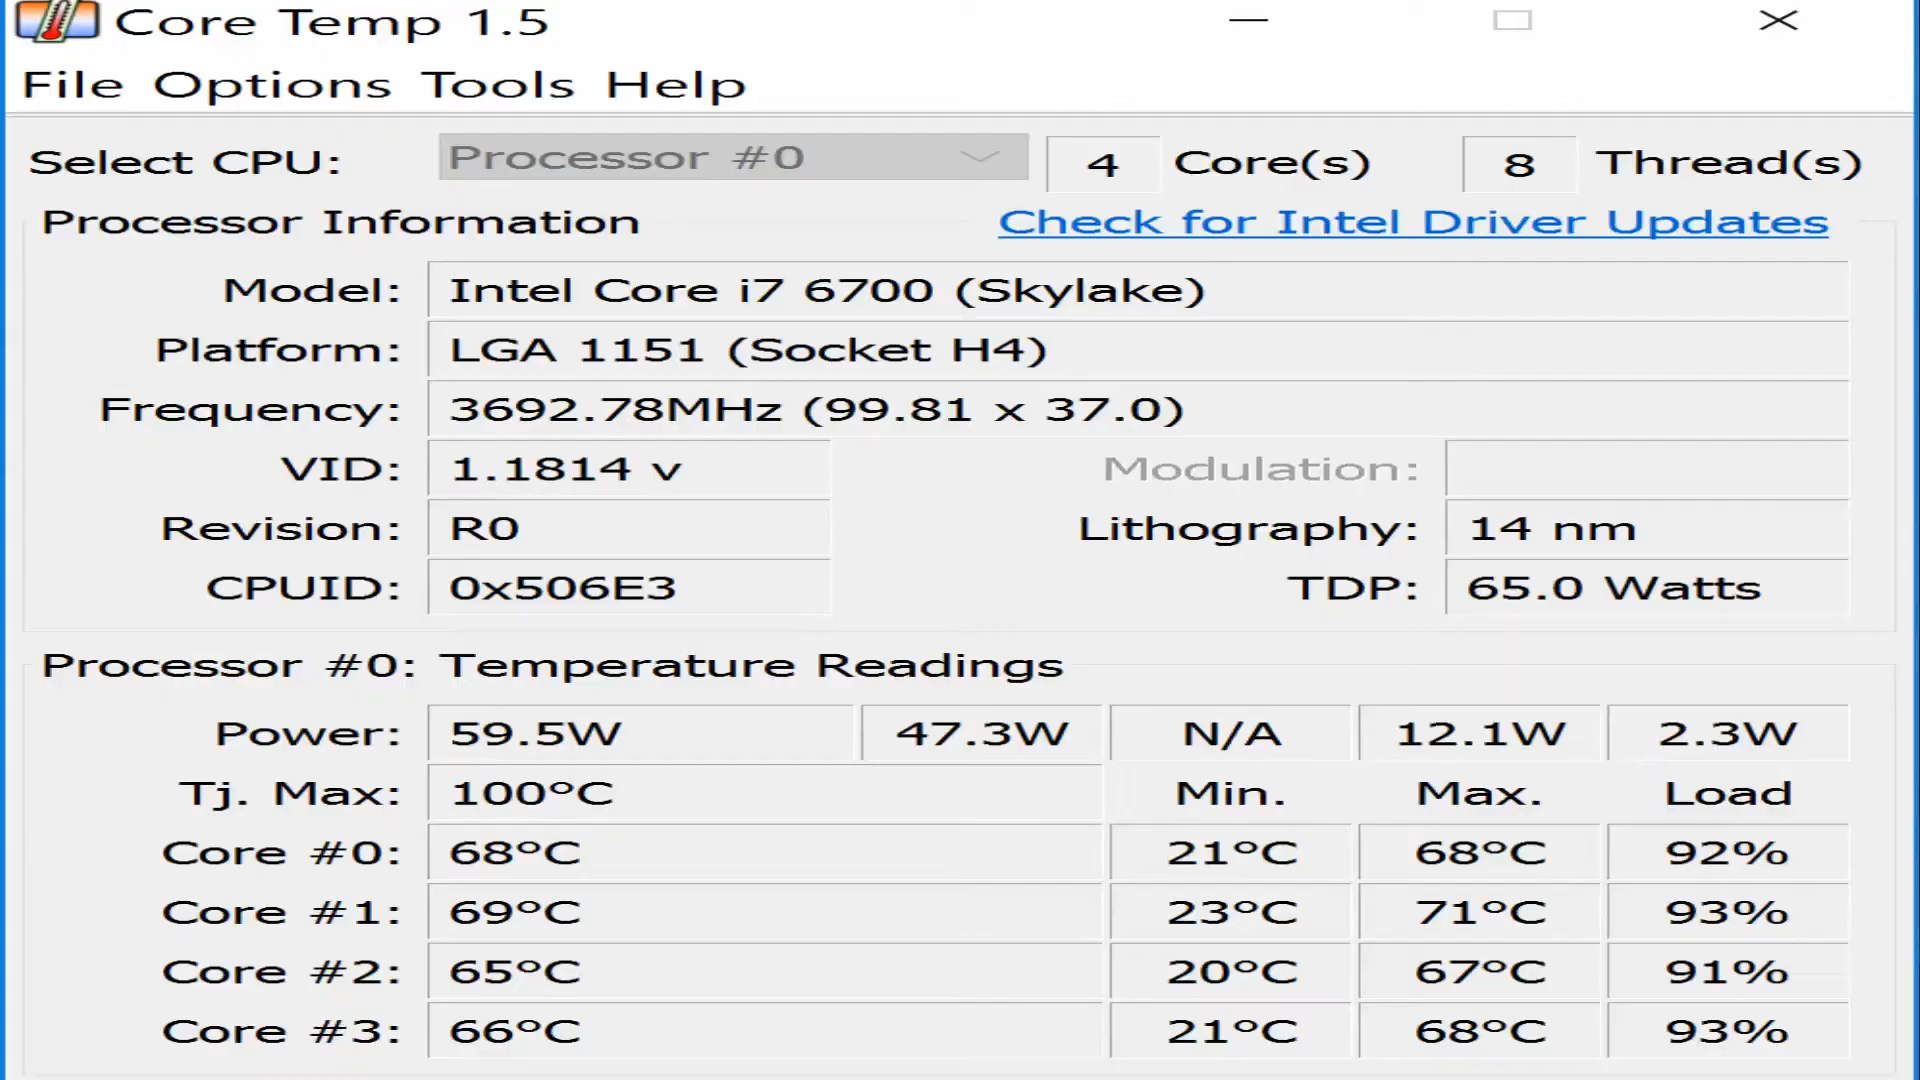 Core Temp 1.5
File Options Tools Help
Select CPU: Processor #0 4 Core(s) 8 Thread(s)
Processor Information Check for Intel Driver Updates
Model: Intel Core i7 6700 (Skylake)
Platform: LGA 1151 (Socket H4)
Frequency: 3692.78MHz (99.81 x 37.0)
VID: 1.1814 v Modulation:
Revision: R0 Lithography: 14 nm
CPUID: 0x506E3 TDP: 65.0 Watts
Processor #0: Temperature Readings
Power: 59.5W 47.3W N/A 12.1W 2.3W
Tj. Max: 100°C Min. Max. Load
Core #0: 68°C 21°C 68°C 92%
Core #1: 69°C 23°C 71°C 93%
Core #2: 65°C 20°C 67°C 91%
Core #3: 66°C 21°C 68°C 93%